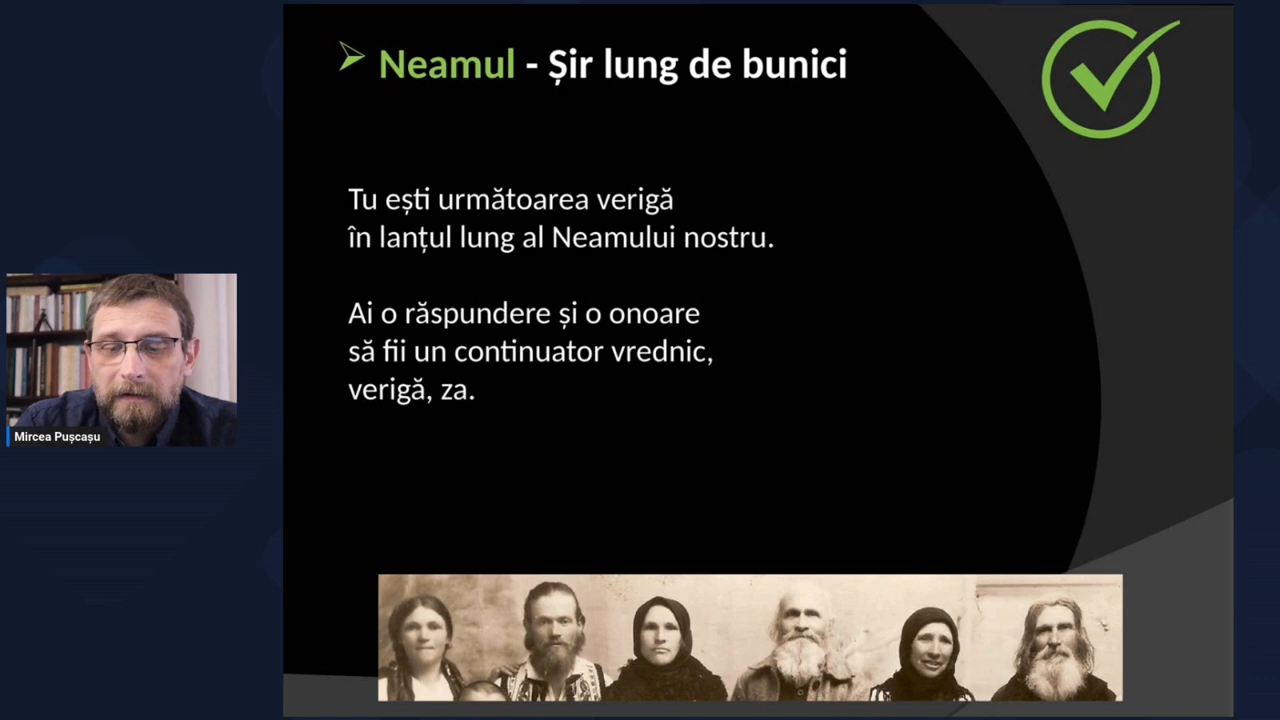 Neamul - Șir lung de bunici
Tu ești următoarea verigă
în lanțul lung al Neamului nostru.
Ai o răspundere și o onoare
să fii un continuator vrednic,
verigă, za.
Mircea Pușcașu